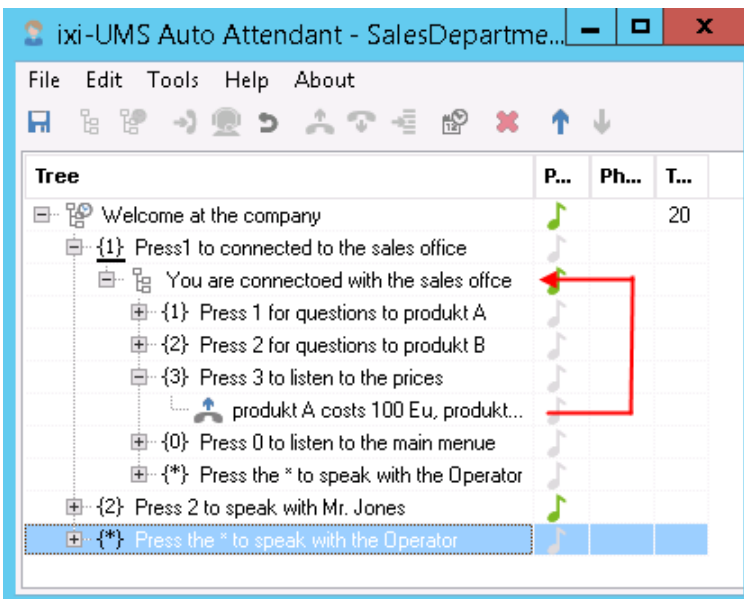 ixi-UMS Auto Attendant - SalesDepartme...
File Edit Tools Help About
Tree P... Ph... T...
Welcome at the company 20
{1} Press1 to connected to the sales office
You are connectoed with the sales offce
{1} Press 1 for questions to produkt A
{2} Press 2 for questions to produkt B
{3} Press 3 to listen to the prices
produkt A costs 100 Eu, produkt...
{0} Press 0 to listen to the main menue
{*} Press the * to speak with the Operator
{2} Press 2 to speak with Mr. Jones
{*} Press the * to speak with the Operator